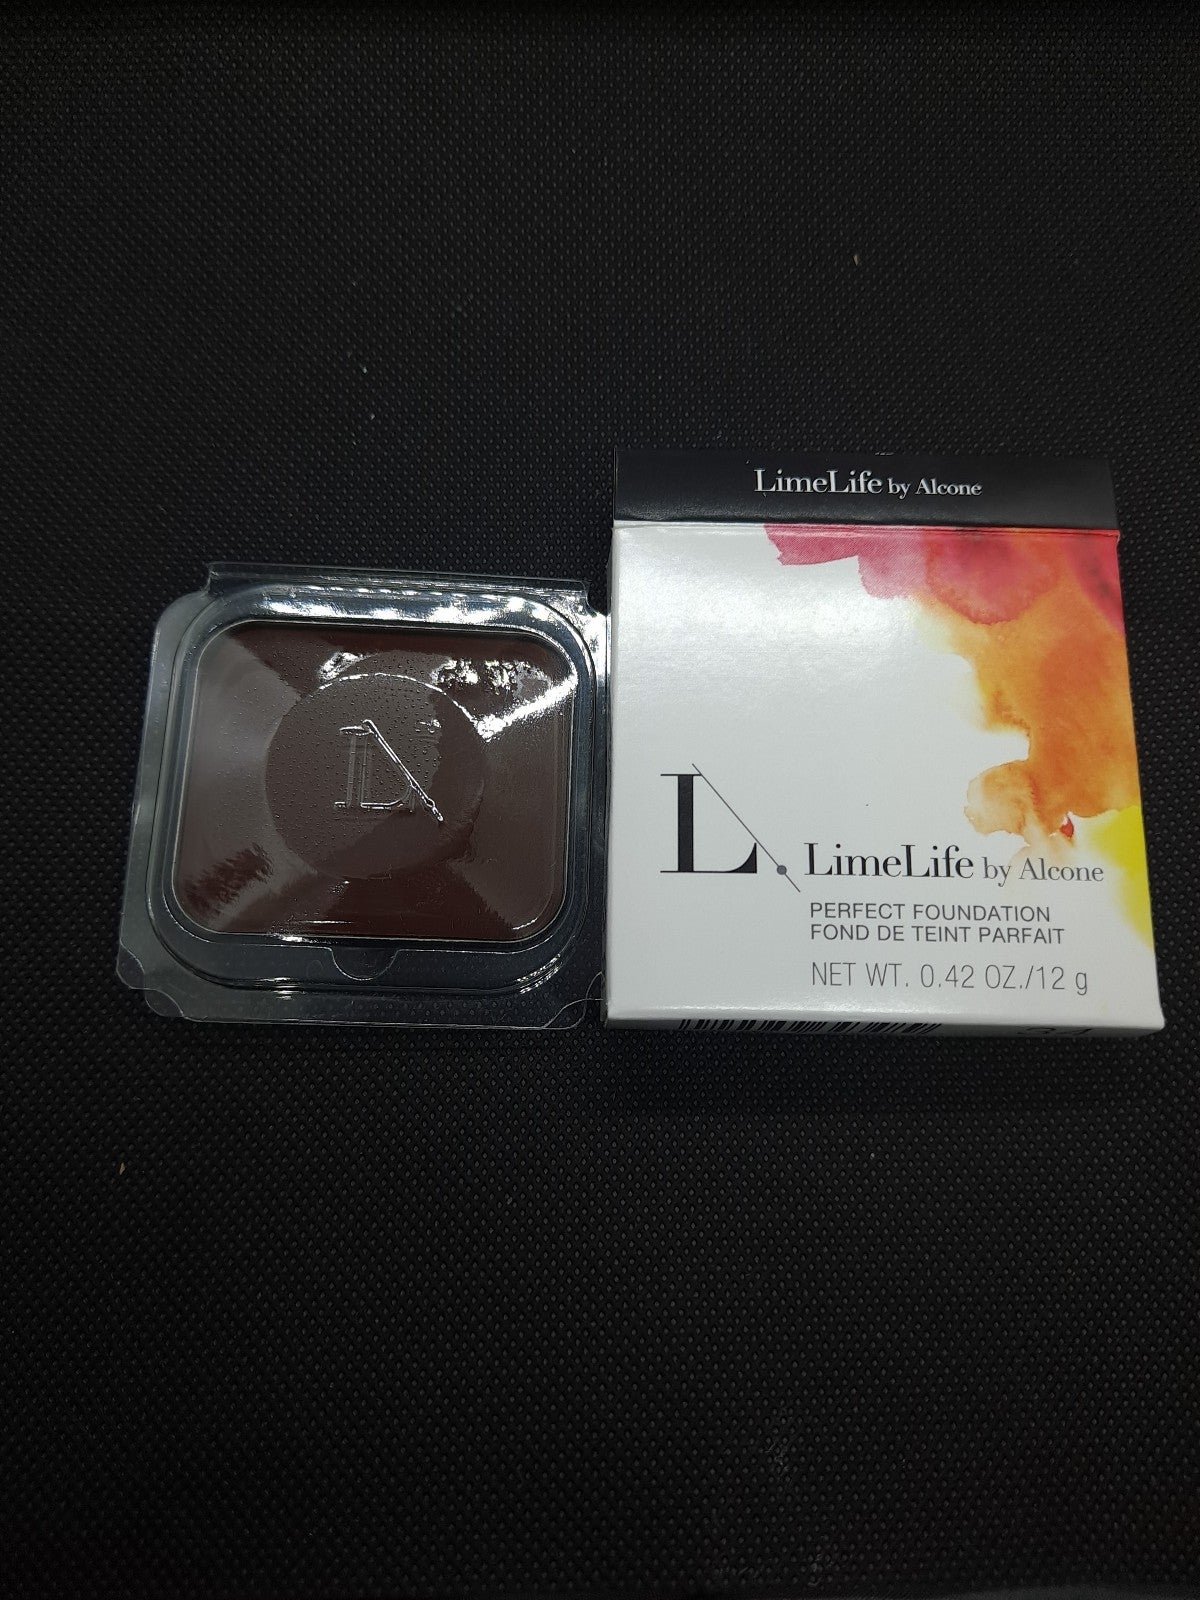 LimeLife by Alcone
L
L
LimeLife by Alcone
PERFECT FOUNDATION
FOND DE TEINT PARFAIT
NET WT. 0.42 OZ./12 g